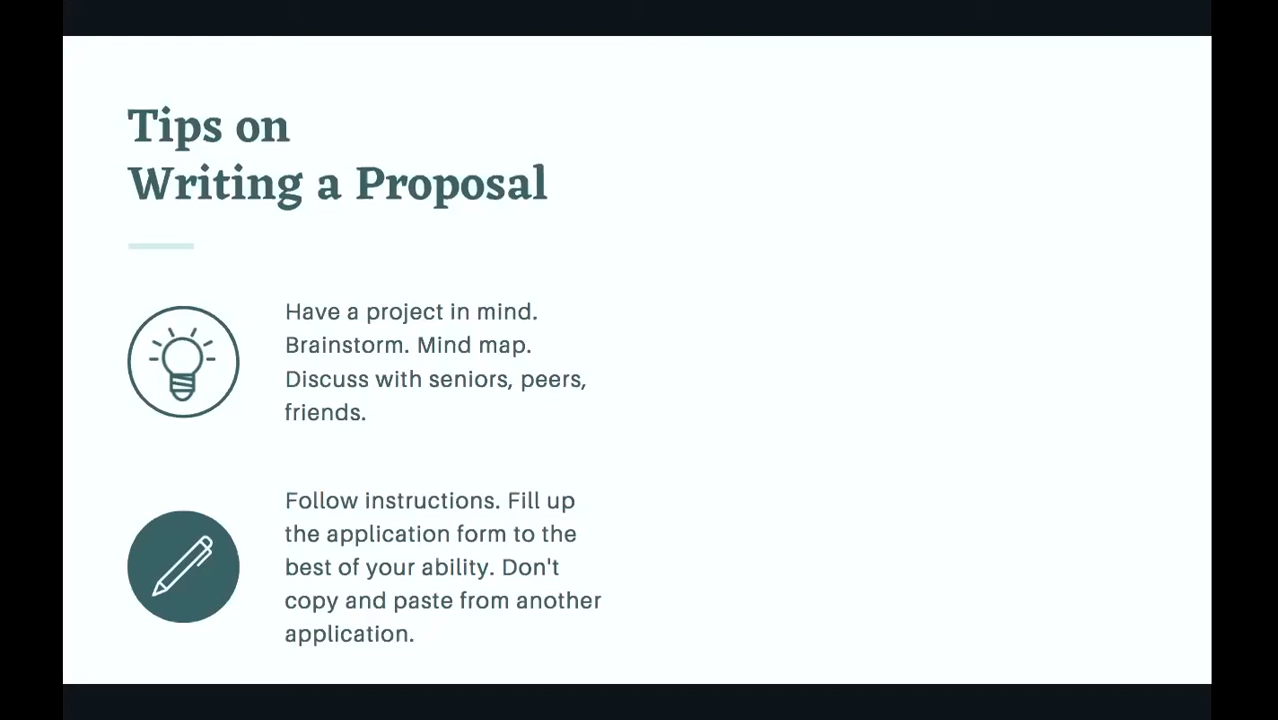 Tips on
Writing a Proposal
Have a project in mind.
Brainstorm. Mind map.
Discuss with seniors, peers,
friends.
Follow instructions. Fill up
the application form to the
best of your ability. Don't
copy and paste from another
application.